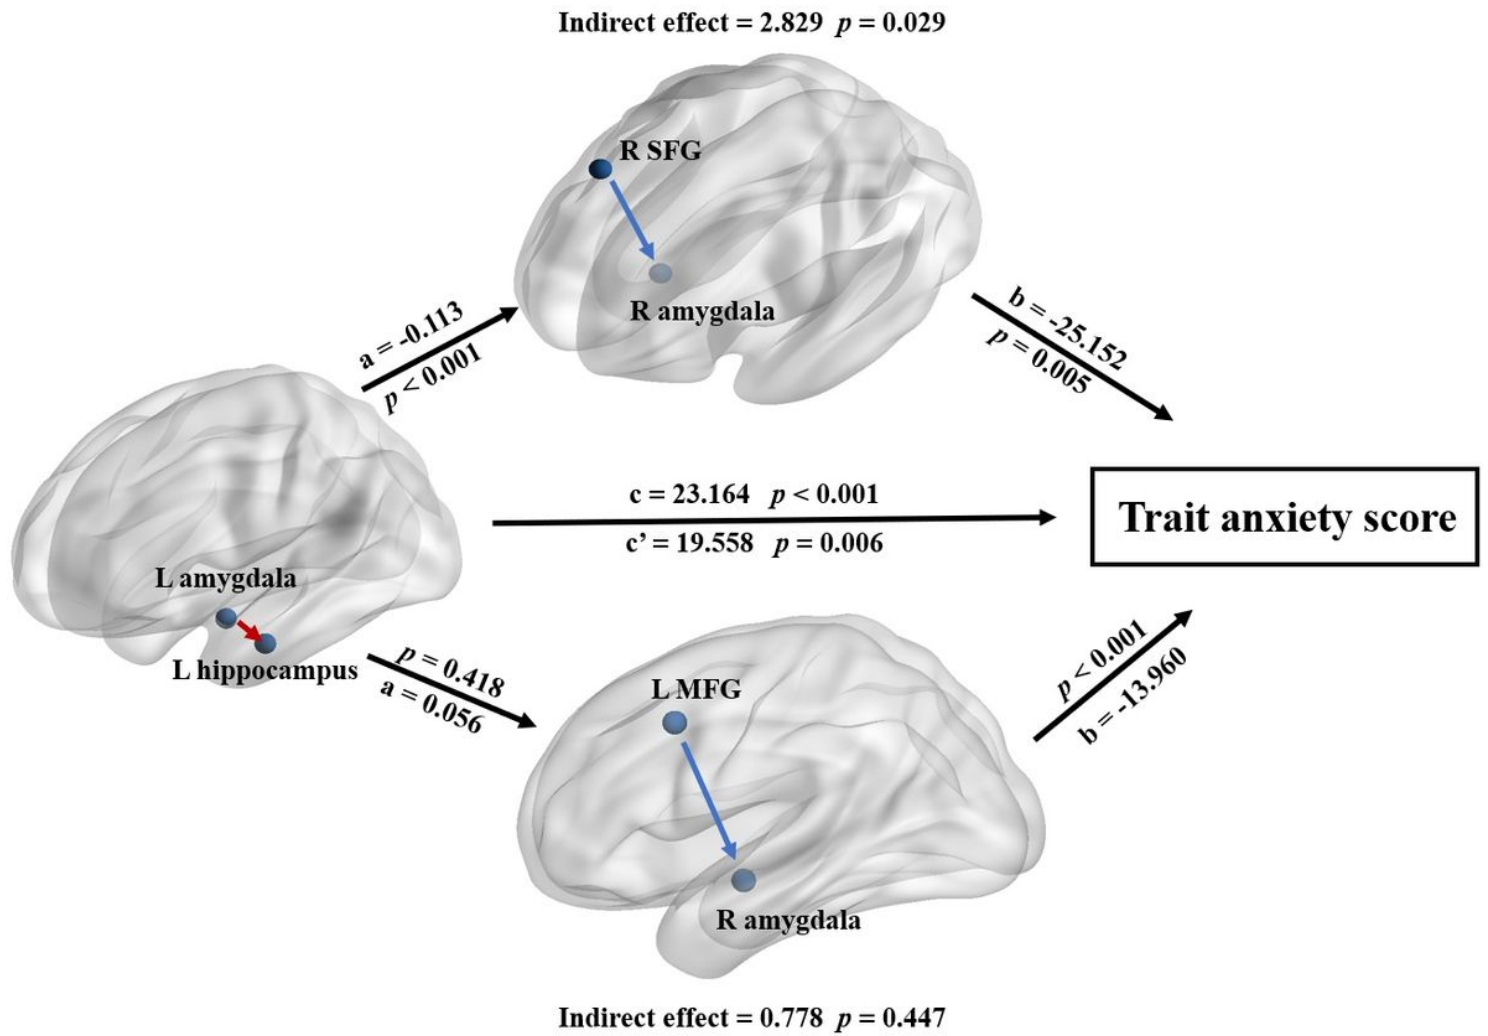 Indirect effect = 2.829 p = 0.029
R SFG
R amygdala
a = -0.113
p < 0.001
b = -25.152
p = 0.005
c = 23.164 p < 0.001
c’ = 19.558 p = 0.006
Trait anxiety score
L amygdala
L hippocampus
p = 0.418
a = 0.056
L MFG
R amygdala
p < 0.001
b = -13.960
Indirect effect = 0.778 p = 0.447